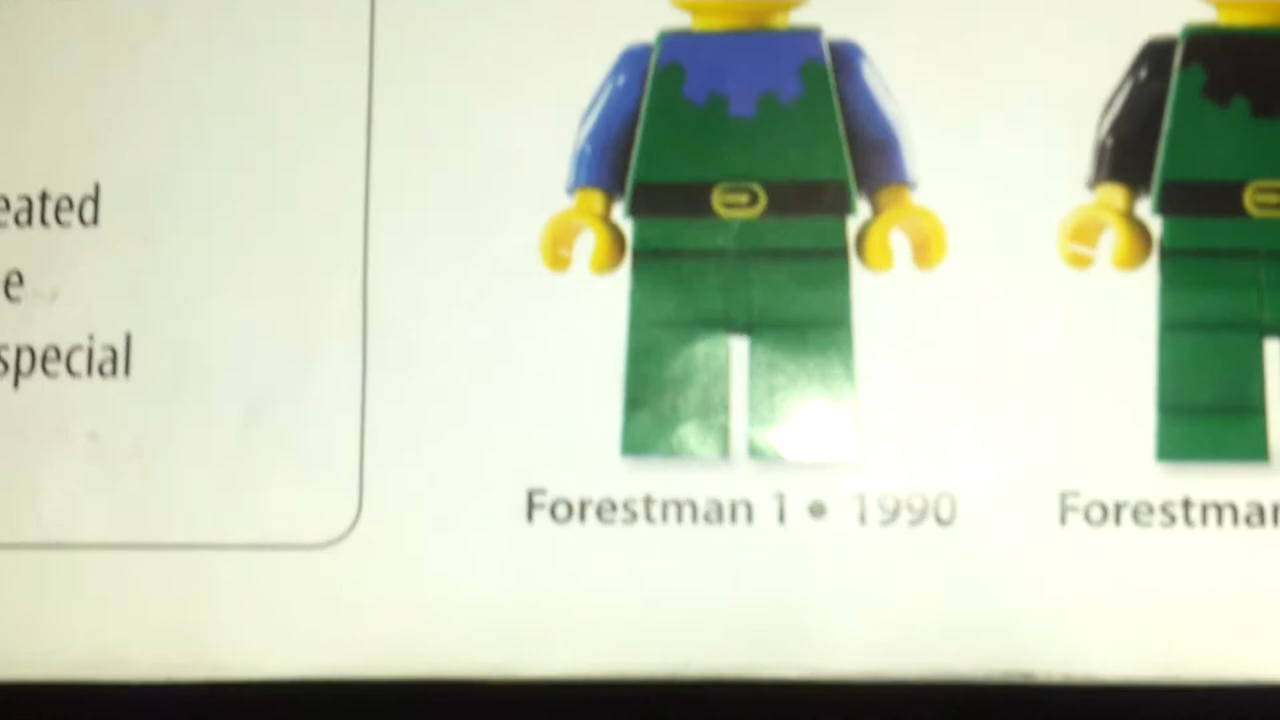 eated
e
special
Forestman 1 • 1990
Forestman